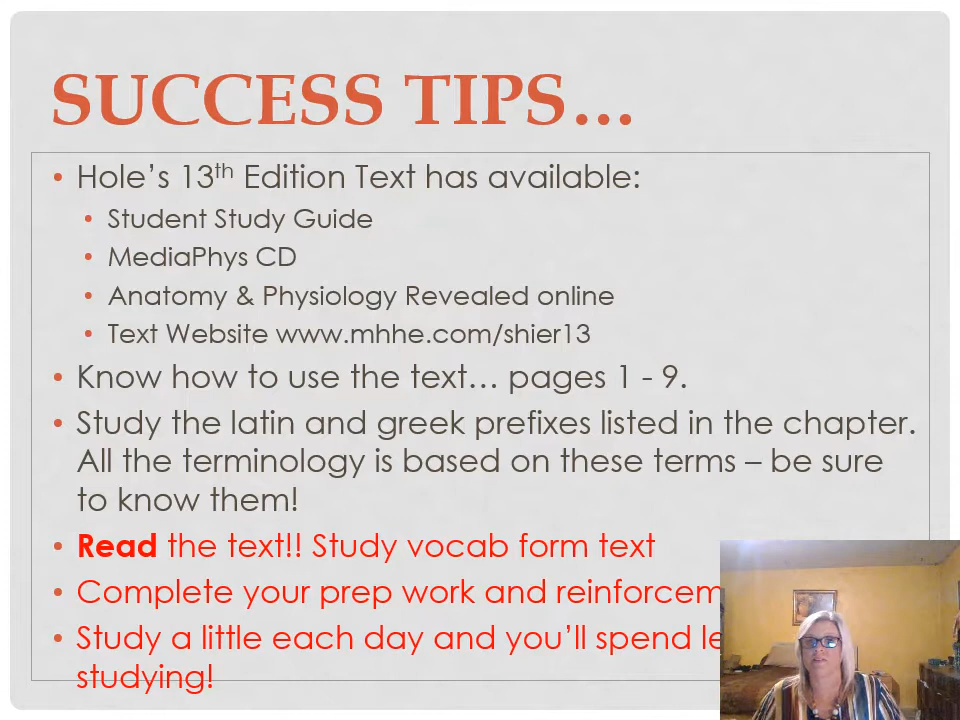 SUCCESS TIPS...
• Hole's 13th Edition Text has available:
• Student Study Guide
• MediaPhys CD
• Anatomy & Physiology Revealed online
• Text Website www.mhhe.com/shier13
• Know how to use the text… pages 1 - 9.
• Study the latin and greek prefixes listed in the chapter.
All the terminology is based on these terms – be sure
to know them!
• Read the text!! Study vocab form text
• Complete your prep work and
• Study a little each day and you'll spend
studying!